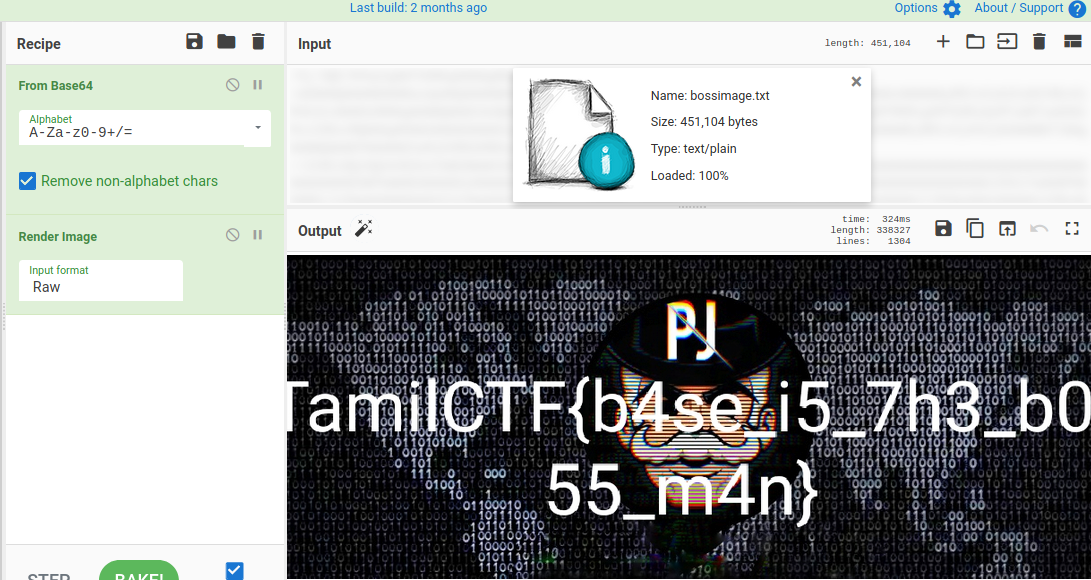 Last build: 2 months ago
Options
About / Support
Recipe
Input
length: 451,104
From Base64
Alphabet
A-Za-z0-9+/=
Remove non-alphabet chars
Name: bossimage.txt
Size: 451,104 bytes
Type: text/plain
Loaded: 100%
Render Image
Input format
Raw
Output
time: 324ms
length: 338327
lines: 1304
PJ
TamilCTF{b4se_i5_7h3_b0
55_m4n}
STEP
BAKE!